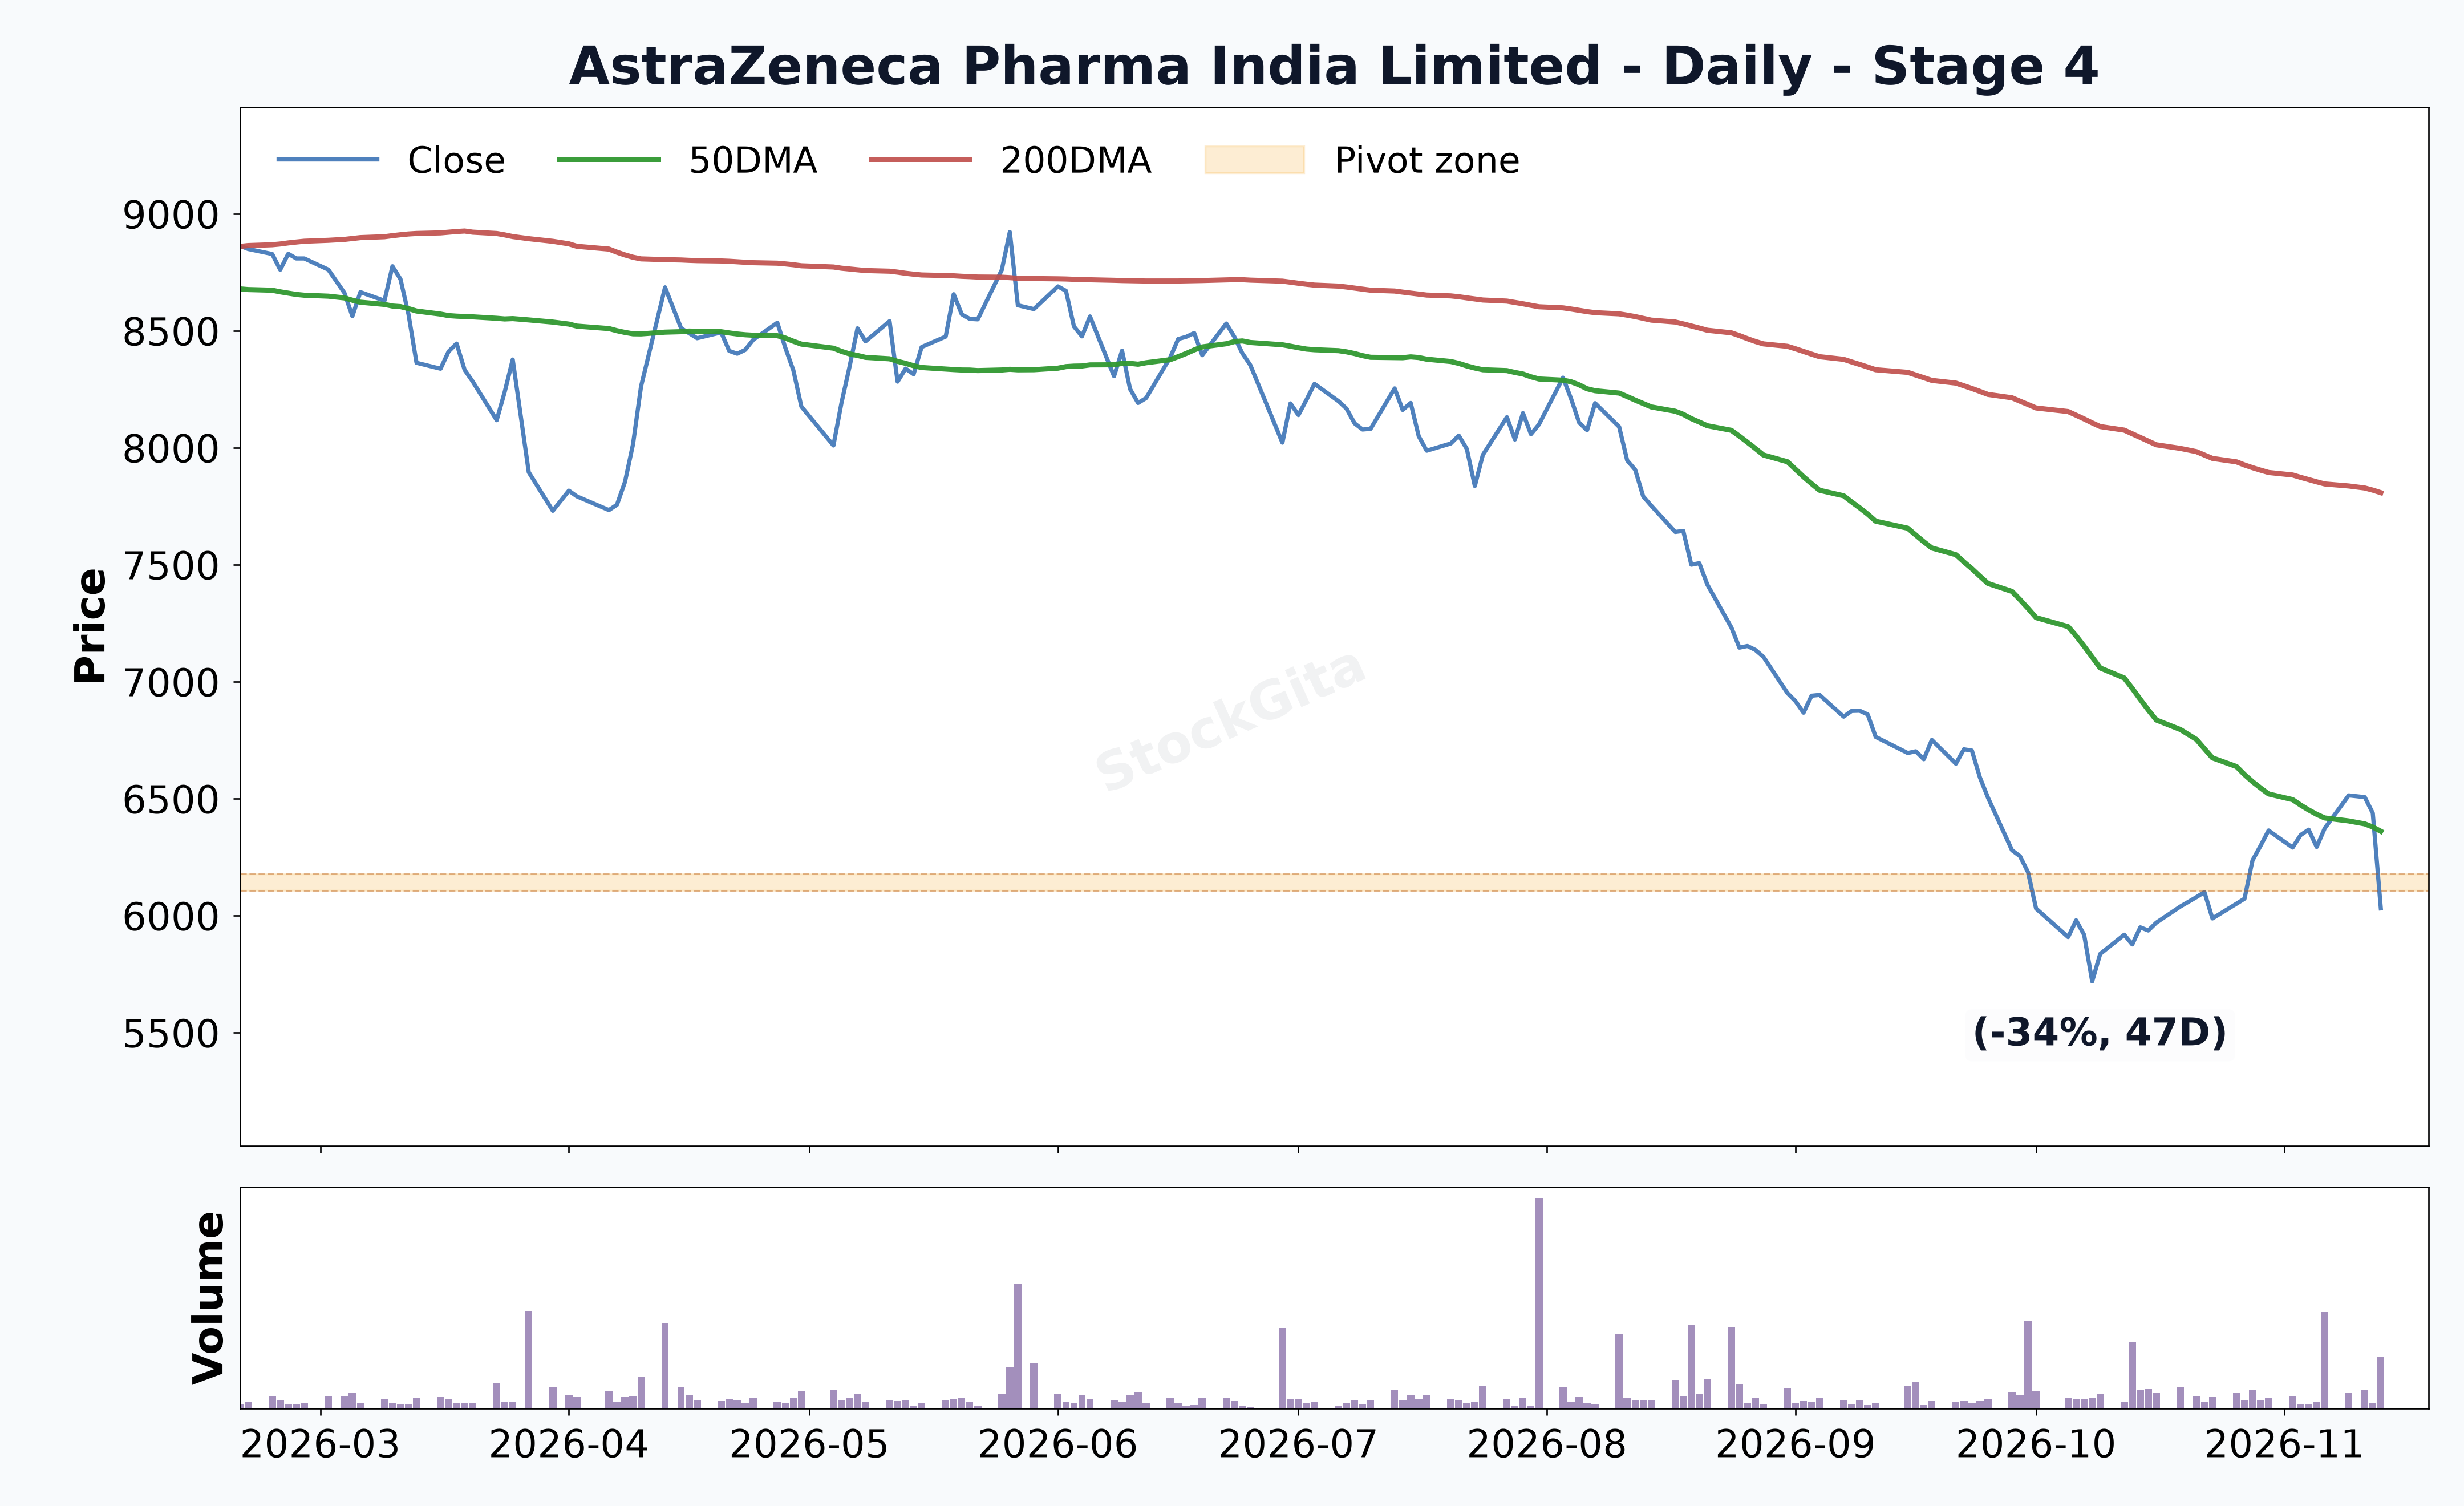 AstraZeneca Pharma India Limited - Daily - Stage 4
Close 50DMA 200DMA Pivot zone
Price
9000
8500
8000
7500
7000
6500
6000
5500
StockGita
(-34%, 47D)
Volume
2026-03 2026-04 2026-05 2026-06 2026-07 2026-08 2026-09 2026-10 2026-11